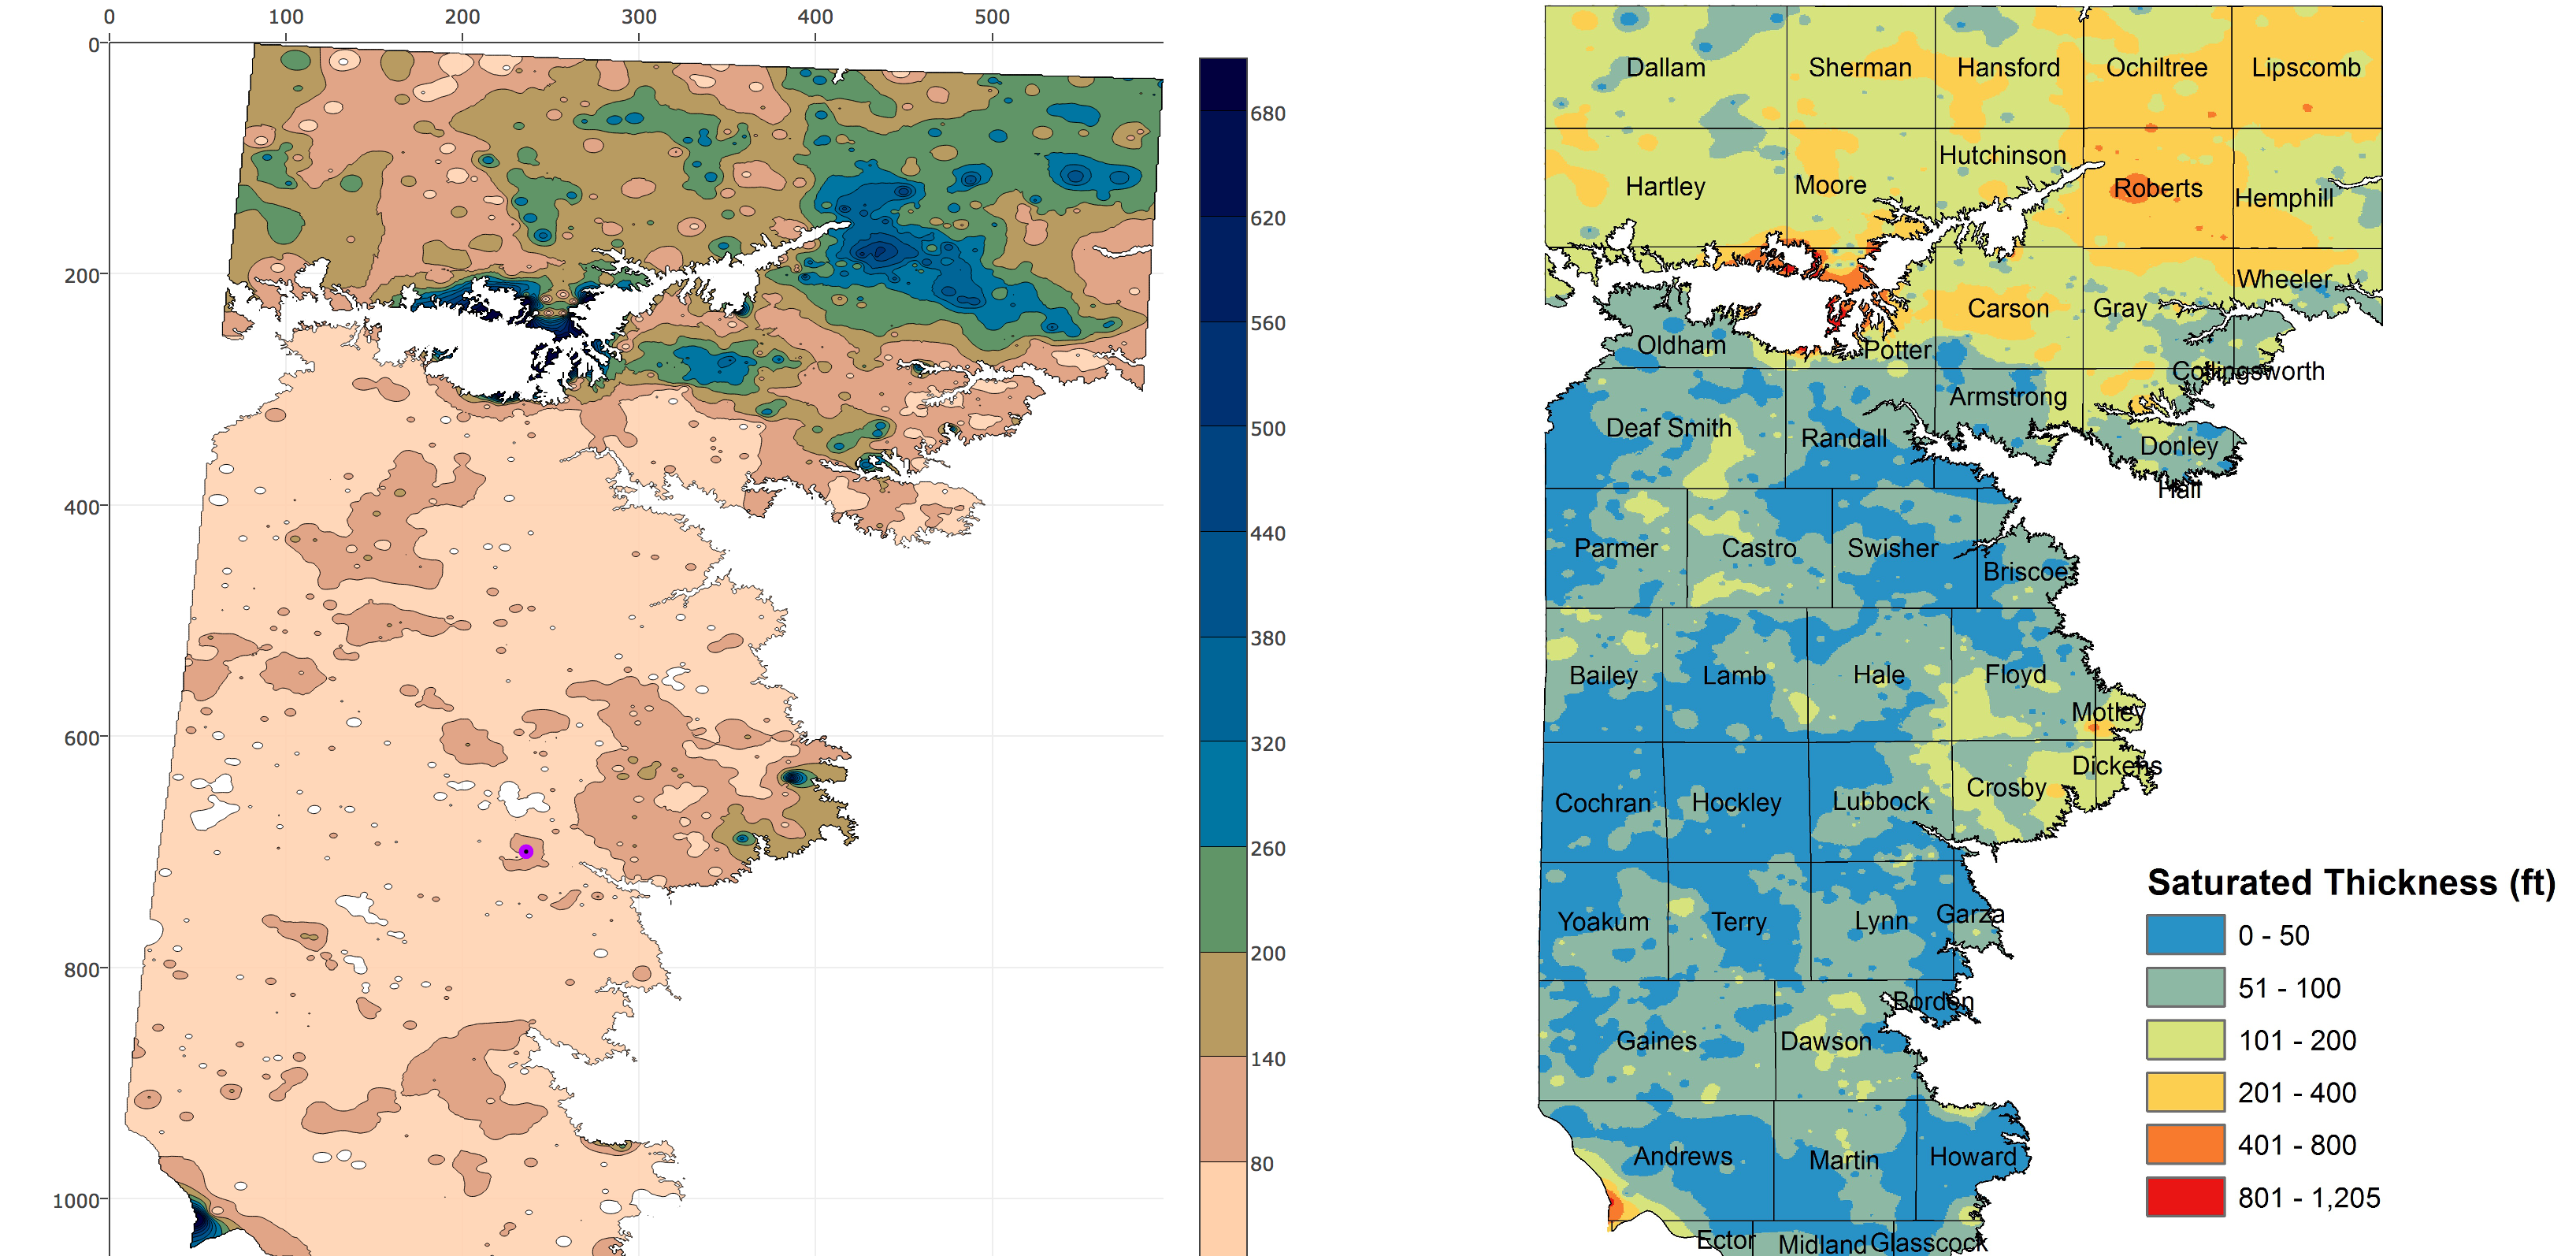 0 100 200 300 400 500
0
200
400
600
800
1000
680
620
560
500
440
380
320
260
200
140
80
Dallam Sherman Hansford Ochiltree Lipscomb
Hartley Moore Hutchinson Roberts Hemphill
Oldham Potter Carson Gray Wheeler
Deaf Smith Randall Armstrong Donley Collingsworth
Hall
Parmer Castro Swisher Briscoe
Bailey Lamb Hale Floyd Motley
Cochran Hockley Lubbock Crosby Dickens
Yoakum Terry Lynn Garza
Gaines Dawson Borden
Andrews Martin Howard
Ector Midland Glasscock
Saturated Thickness (ft)
0 - 50
51 - 100
101 - 200
201 - 400
401 - 800
801 - 1,205